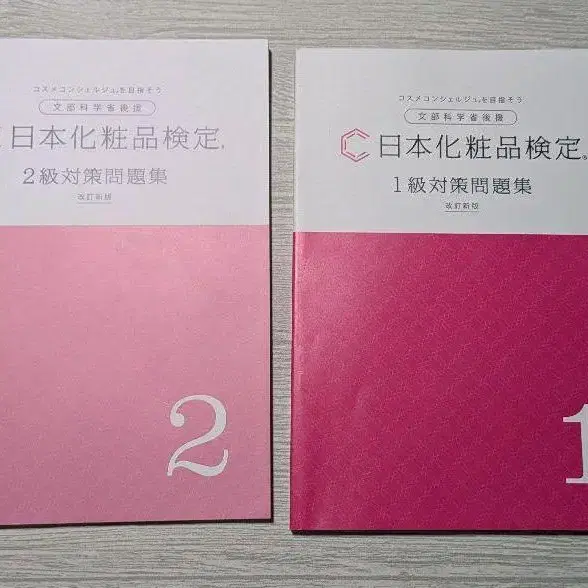 コスメコンシェルジュ®を目指そう
文部科学省後援
日本化粧品検定®
2級対策問題集
改訂新版
2
コスメコンシェルジュ®を目指そう
文部科学省後援
日本化粧品検定®
1級対策問題集
改訂新版
1